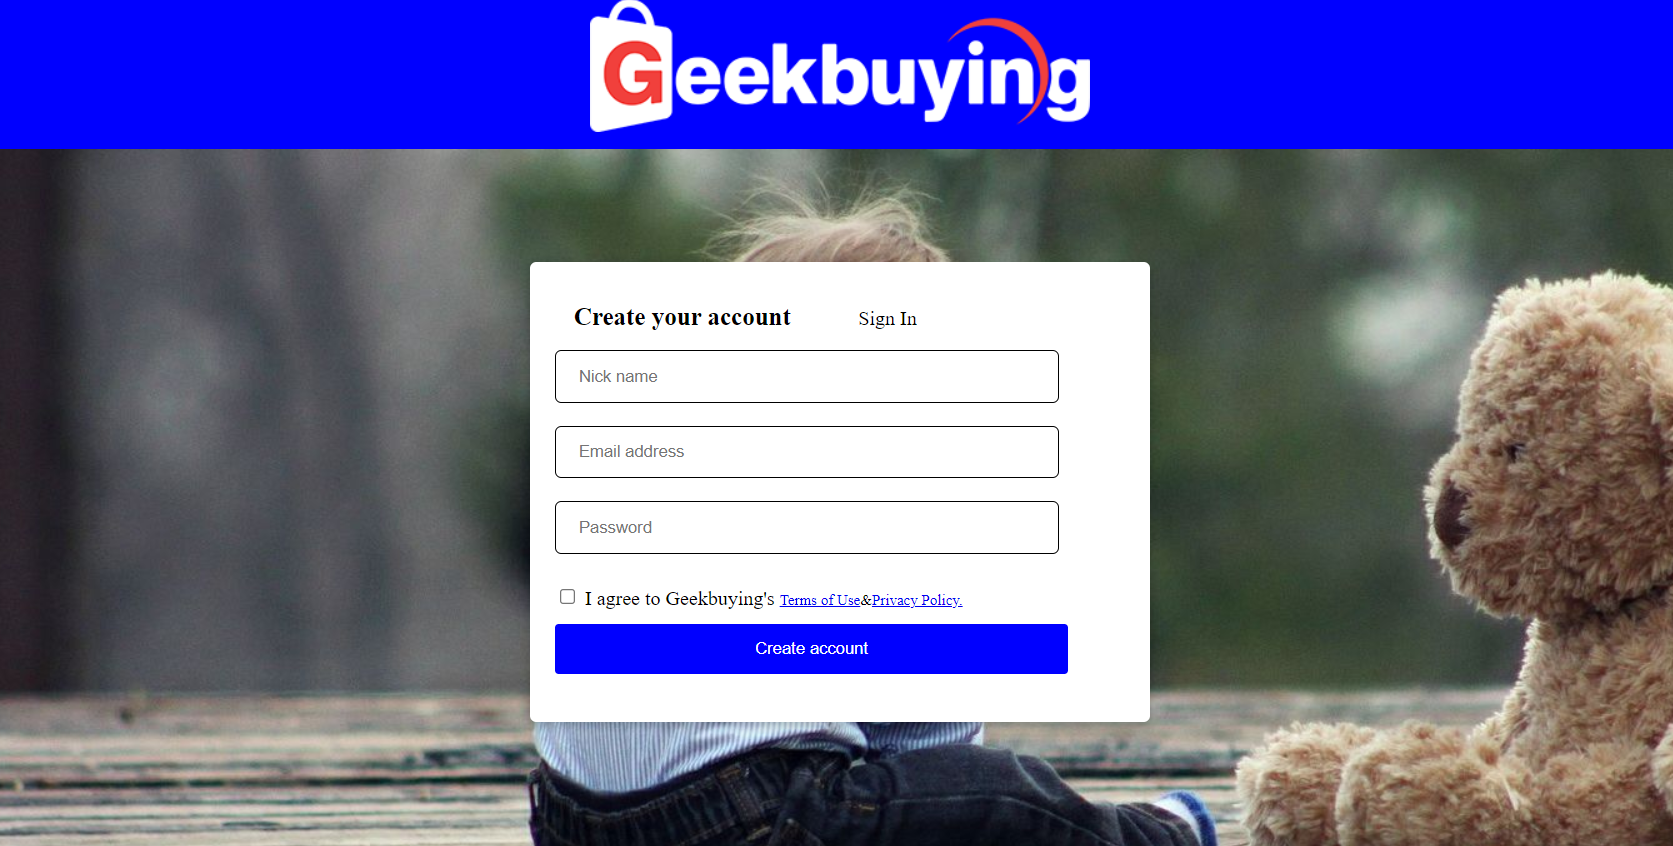 Geekbuying
Create your account Sign In
Nick name
Email address
Password
I agree to Geekbuying's Terms of Use&Privacy Policy.
Create account